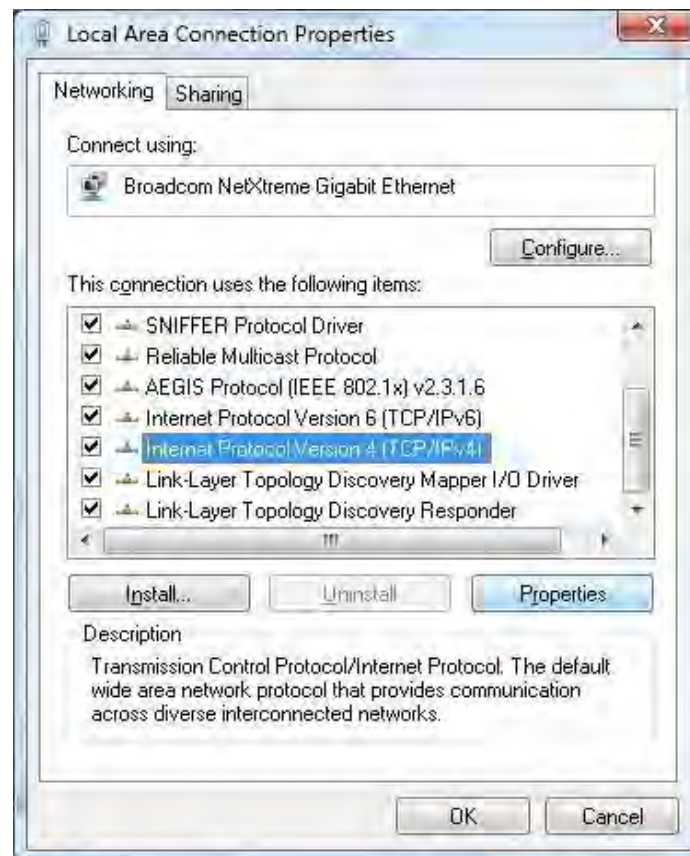 Local Area Connection Properties
Networking
Sharing
Connect using:
Broadcom NetXtreme Gigabit Ethernet
Configure...
This connection uses the following items:
SNIFFER Protocol Driver
Reliable Multicast Protocol
AEGIS Protocol (IEEE 802.1x) v2.3.1.6
Internet Protocol Version 6 (TCP/IPv6)
Internet Protocol Version 4 (TCP/IPv4)
Link-Layer Topology Discovery Mapper I/O Driver
Link-Layer Topology Discovery Responder
Install...
Uninstall
Properties
Description
Transmission Control Protocol/Internet Protocol. The default
wide area network protocol that provides communication
across diverse interconnected networks.
OK
Cancel